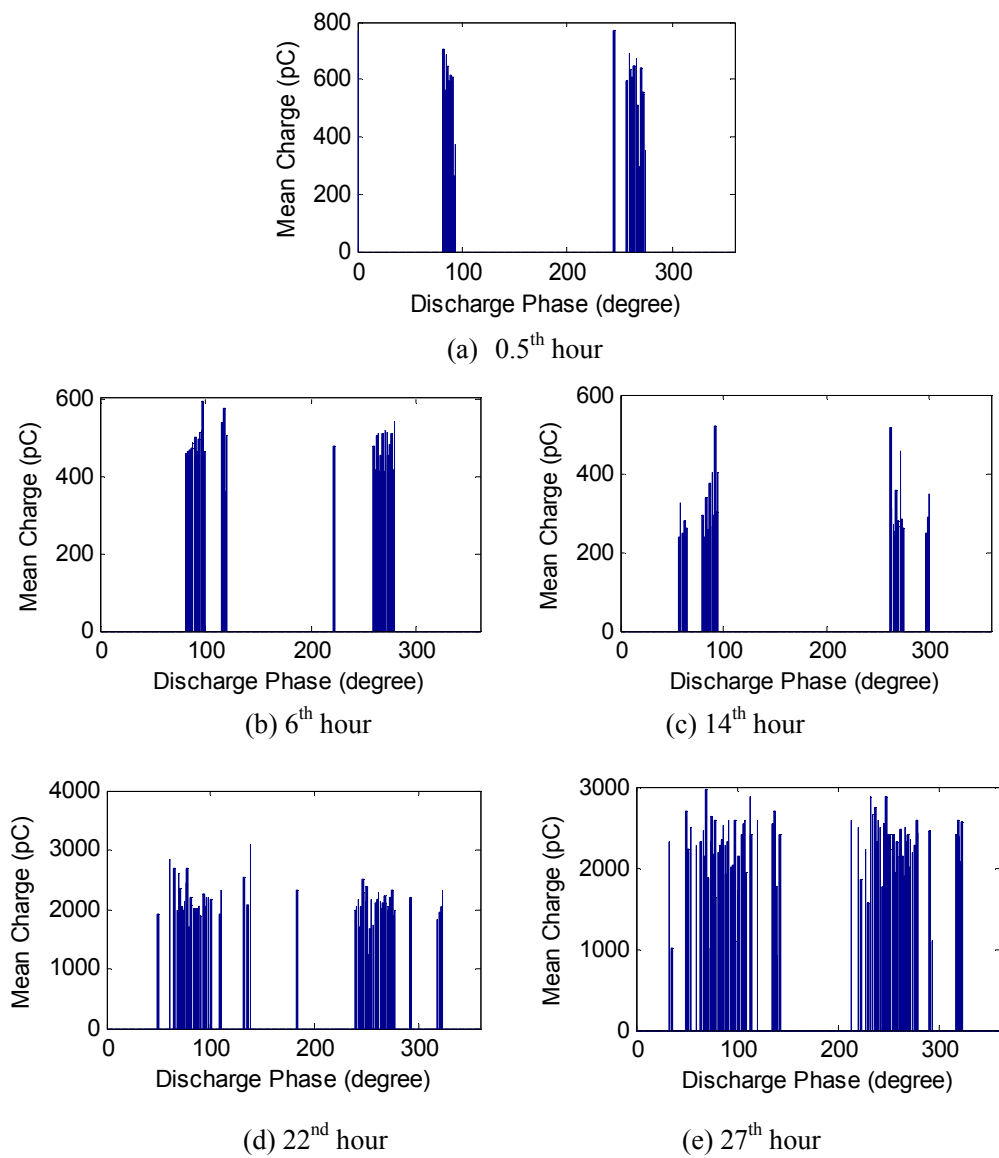 800
600
400
200
0
Mean Charge (pC)
0 100 200 300
Discharge Phase (degree)
(a) 0.5th hour
600
400
200
0
Mean Charge (pC)
0 100 200 300
Discharge Phase (degree)
(b) 6th hour
600
400
200
0
Mean Charge (pC)
0 100 200 300
Discharge Phase (degree)
(c) 14th hour
4000
3000
2000
1000
0
Mean Charge (pC)
0 100 200 300
Discharge Phase (degree)
(d) 22nd hour
3000
2000
1000
0
Mean Charge (pC)
0 100 200 300
Discharge Phase (degree)
(e) 27th hour